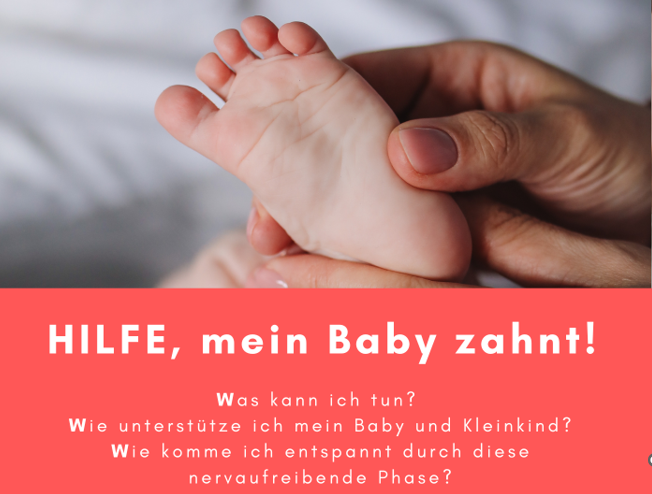 HILFE, mein Baby zahnt!
Was kann ich tun?
Wie unterstütze ich mein Baby und Kleinkind?
Wie komme ich entspannt durch diese
nervaufreibende Phase?